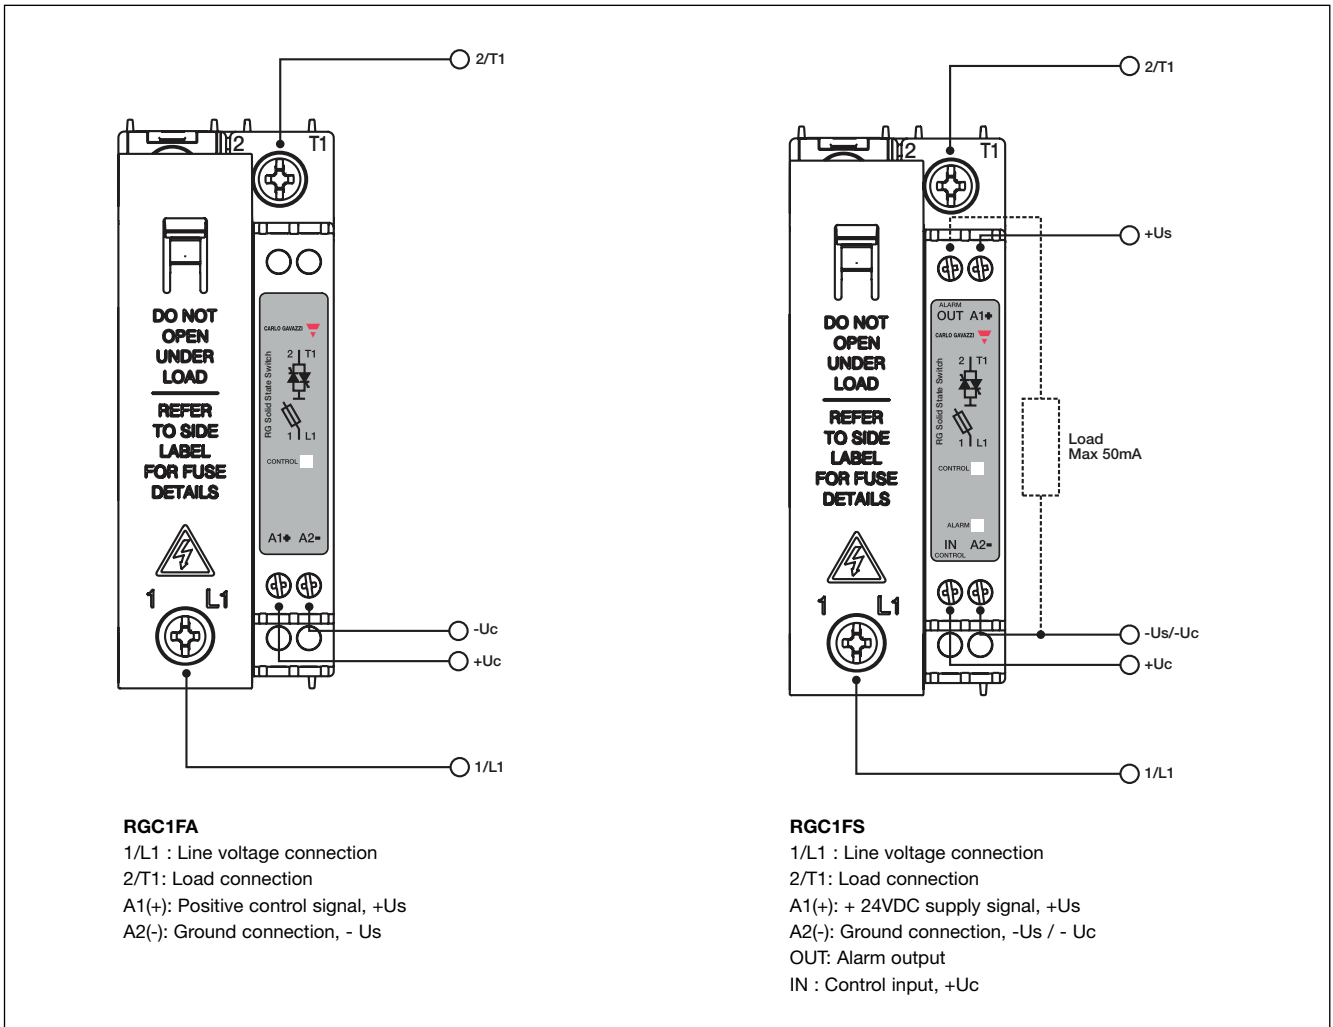 2/T1
2 T1
DO NOT
OPEN
UNDER
LOAD
REFER
TO SIDE
LABEL
FOR FUSE
DETAILS
1 L1
CARLO GAVAZZI
RG Solid State Switch
2 T1
1 L1
CONTROL
A1+ A2-
-Uc
+Uc
1/L1
RGC1FA
1/L1 : Line voltage connection
2/T1: Load connection
A1(+): Positive control signal, +Us
A2(-): Ground connection, - Us
2/T1
2 T1
+Us
DO NOT
OPEN
UNDER
LOAD
REFER
TO SIDE
LABEL
FOR FUSE
DETAILS
1 L1
ALARM
OUT A1+
CARLO GAVAZZI
RG Solid State Switch
2 T1
1 L1
CONTROL
ALARM
IN A2-
CONTROL
Load
Max 50mA
-Us/-Uc
+Uc
1/L1
RGC1FS
1/L1 : Line voltage connection
2/T1: Load connection
A1(+): + 24VDC supply signal, +Us
A2(-): Ground connection, -Us / - Uc
OUT: Alarm output
IN : Control input, +Uc